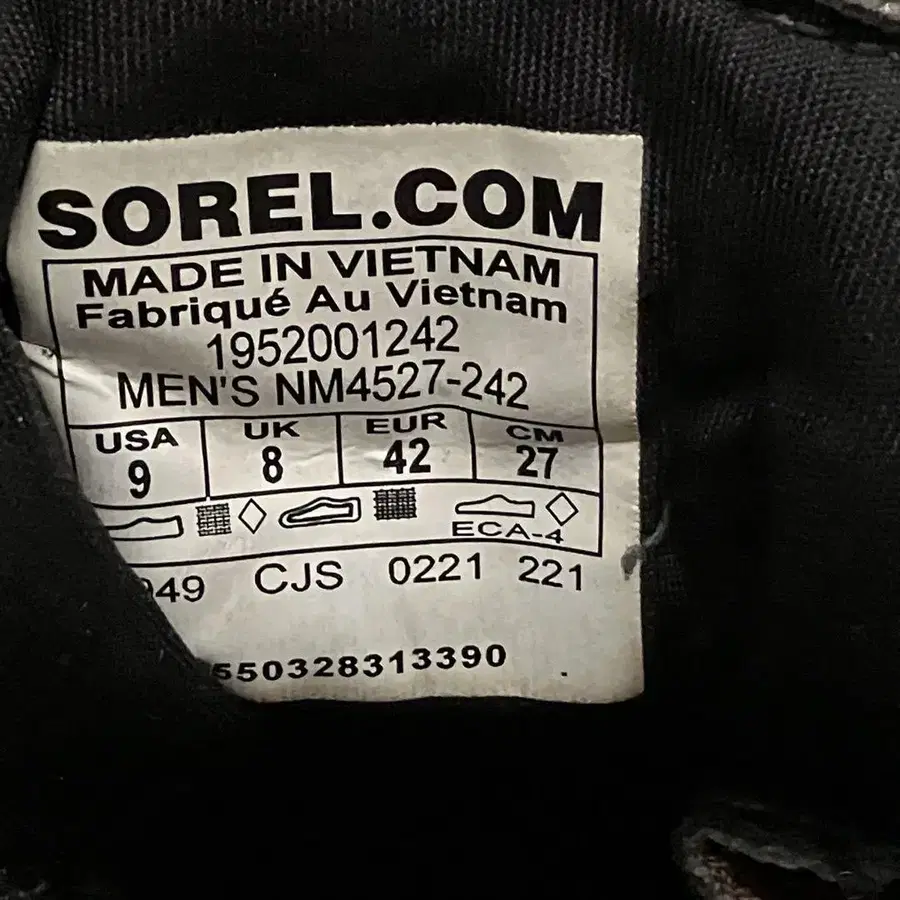 SOREL.COM
MADE IN VIETNAM
Fabriqué Au Vietnam
1952001242
MEN'S NM4527-242
USA UK EUR CM
9 8 42 27
ECA-4
CJS 0221 221
550328313390